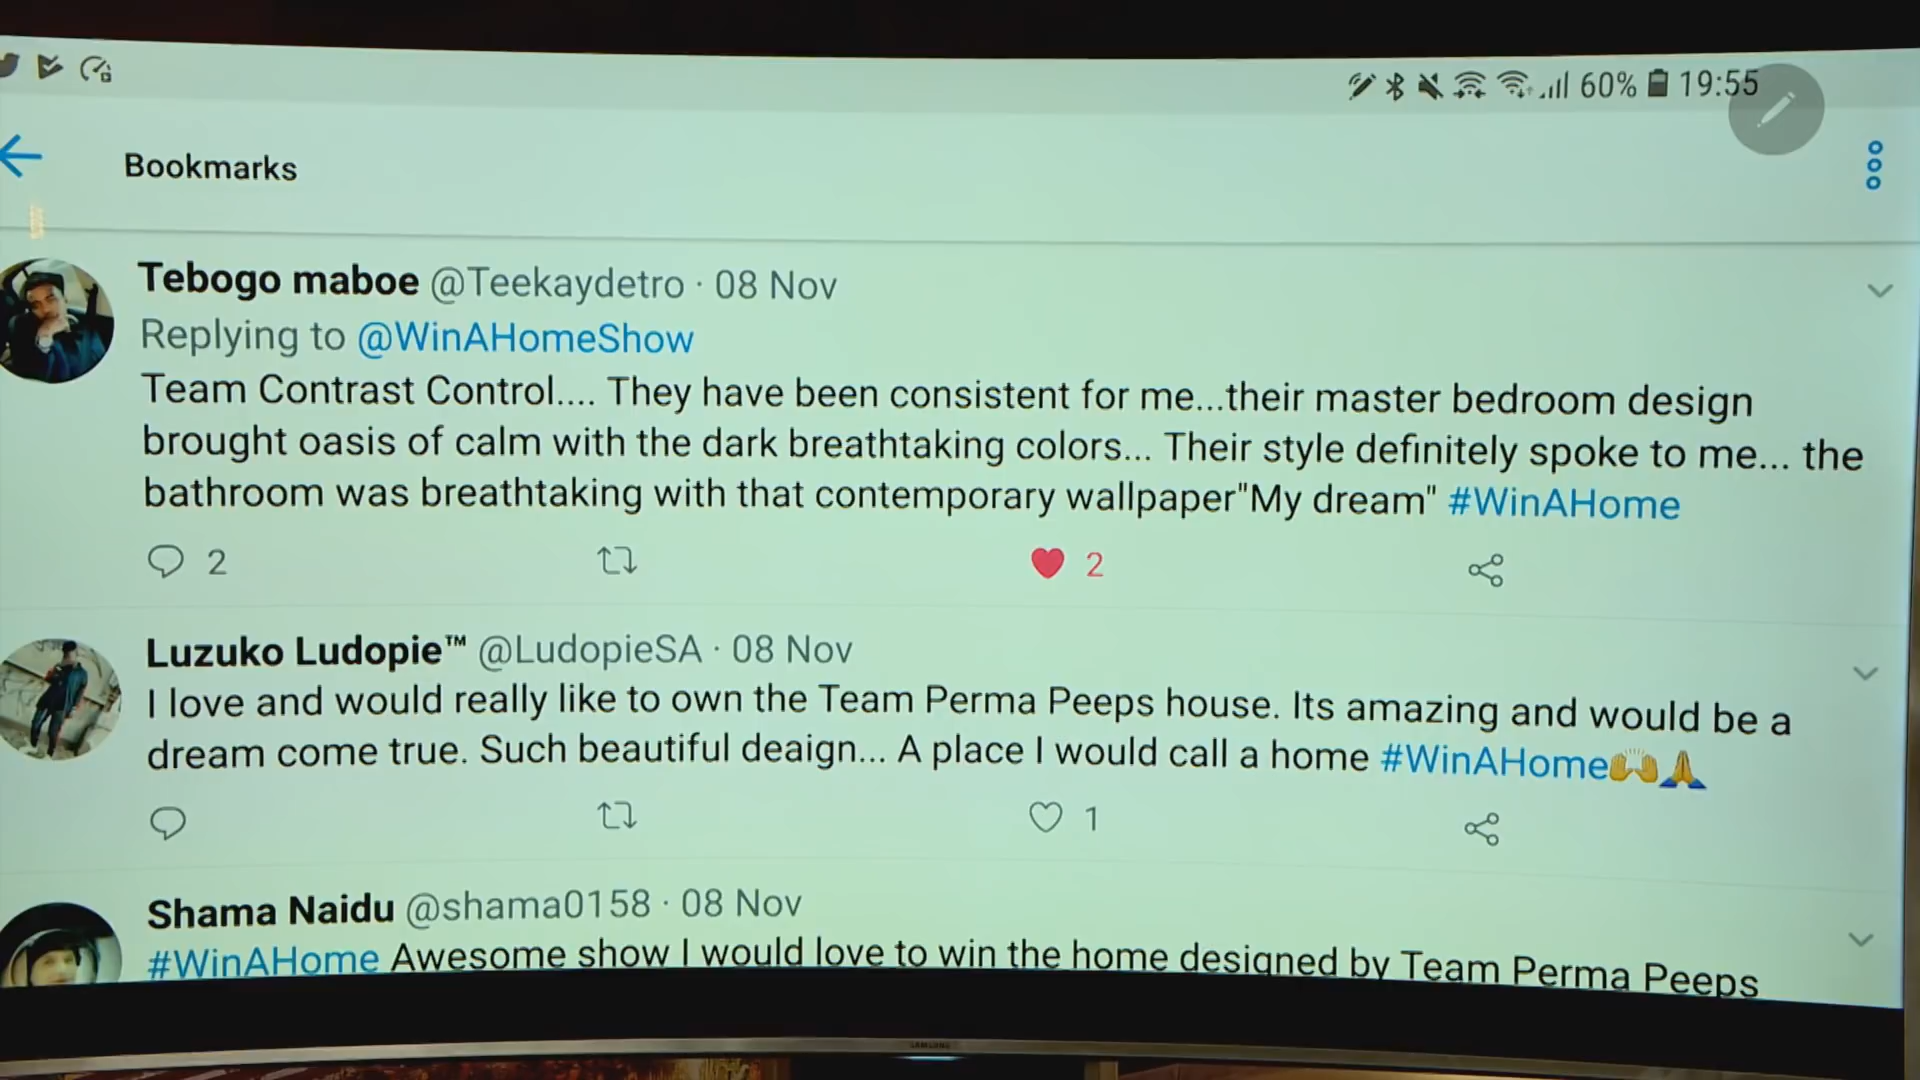 60% 19:55
Bookmarks
Tebogo maboe @Teekaydetro · 08 Nov
Replying to @WinAHomeShow
Team Contrast Control.... They have been consistent for me...their master bedroom design
brought oasis of calm with the dark breathtaking colors... Their style definitely spoke to me... the
bathroom was breathtaking with that contemporary wallpaper"My dream" #WinAHome
2 2
Luzuko Ludopie™ @LudopieSA · 08 Nov
I love and would really like to own the Team Perma Peeps house. Its amazing and would be a
dream come true. Such beautiful deaign... A place I would call a home #WinAHome🙌🙏
1
Shama Naidu @shama0158 · 08 Nov
#WinAHome Awesome show I would love to win the home designed by Team Perma Peeps
SAMSUNG